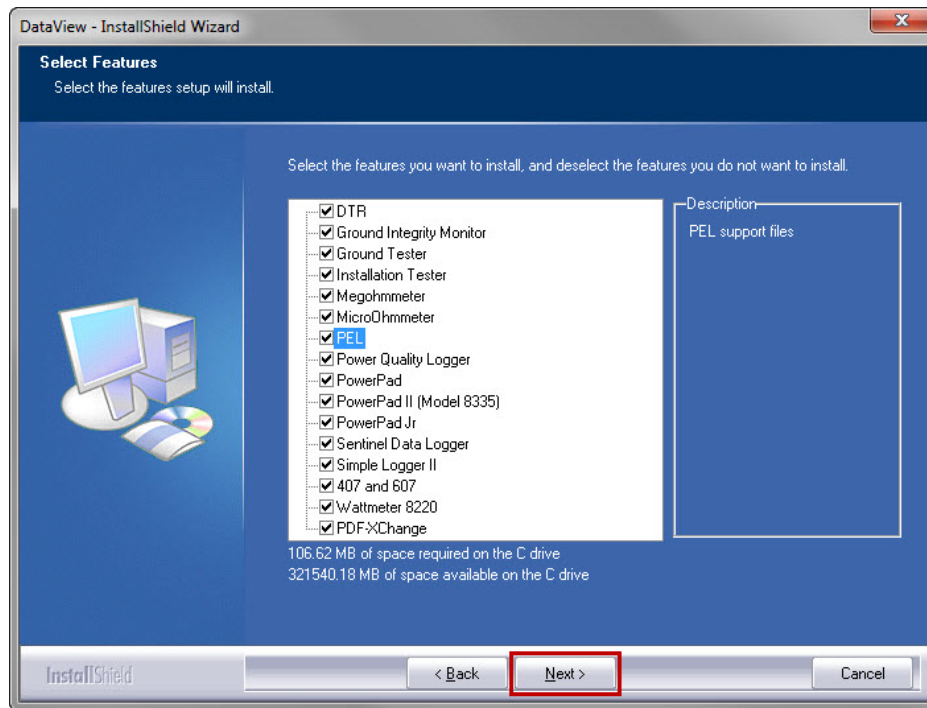 DataView - InstallShield Wizard
Select Features
Select the features setup will install.
Select the features you want to install, and deselect the features you do not want to install.
DTR
Ground Integrity Monitor
Ground Tester
Installation Tester
Megohmmeter
MicroOhmmeter
PEL
Power Quality Logger
PowerPad
PowerPad II (Model 8335)
PowerPad Jr
Sentinel Data Logger
Simple Logger II
407 and 607
Wattmeter 8220
PDF-XChange
Description
PEL support files
106.62 MB of space required on the C drive
321540.18 MB of space available on the C drive
InstallShield
< Back
Next >
Cancel